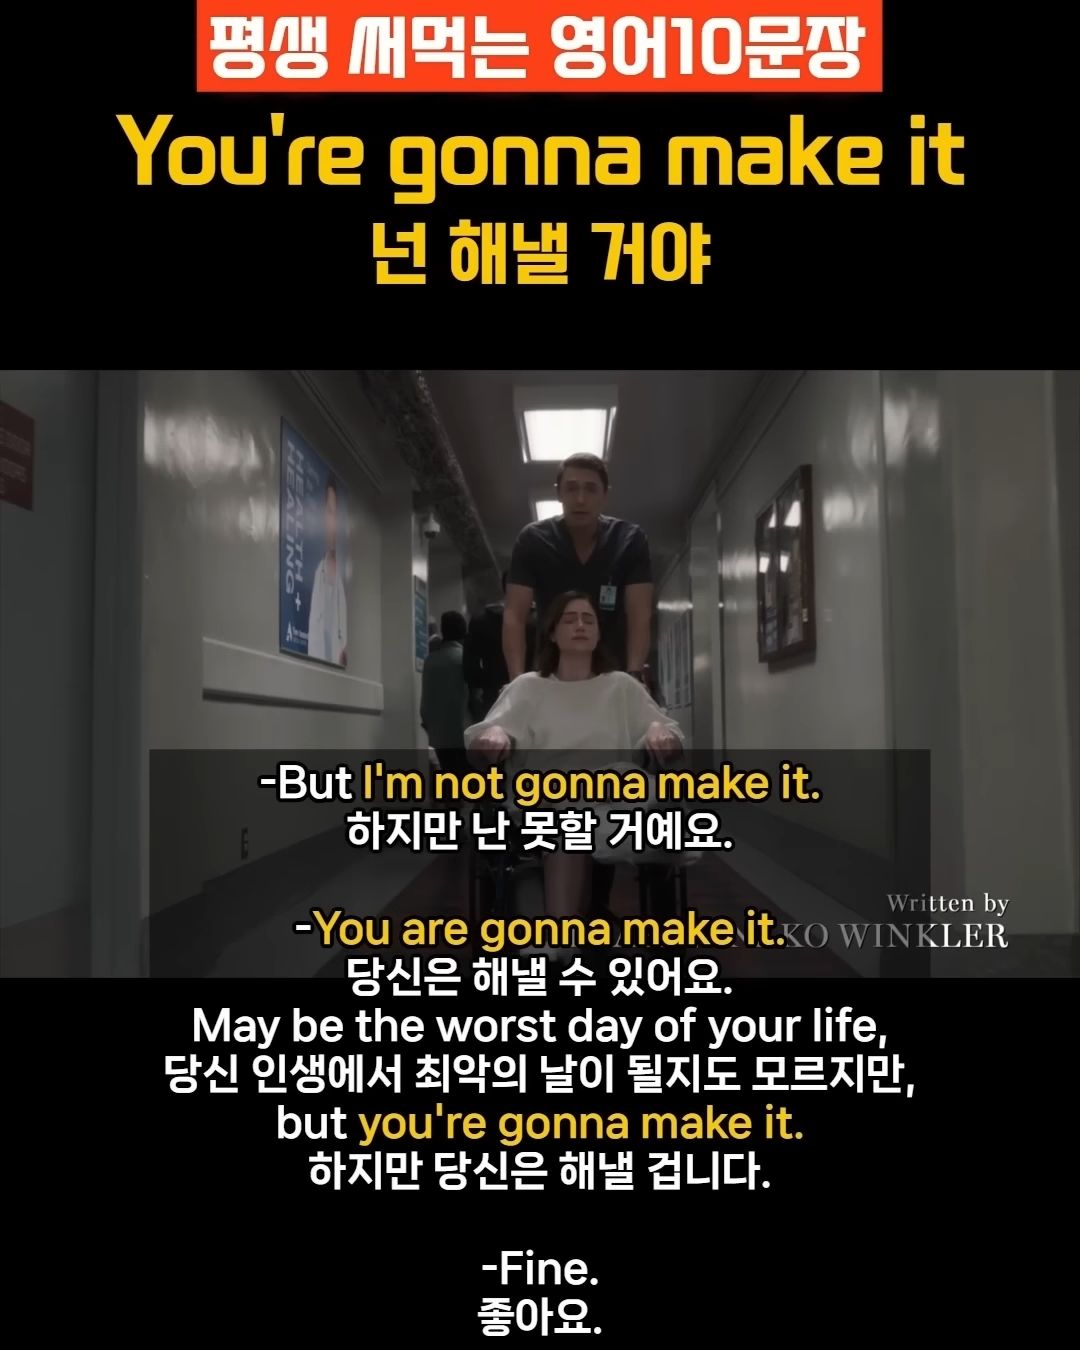 평생 써먹는 영어10문장
You're gonna make it
넌 해낼 거야
HEALTH +
HEALING
-But I'm not gonna make it.
하지만 난 못할 거예요.
Written by
KO WINKLER
-You are gonna make it.
당신은 해낼 수 있어요.
May be the worst day of your life,
당신 인생에서 최악의 날이 될지도 모르지만,
but you're gonna make it.
하지만 당신은 해낼 겁니다.
-Fine.
좋아요.